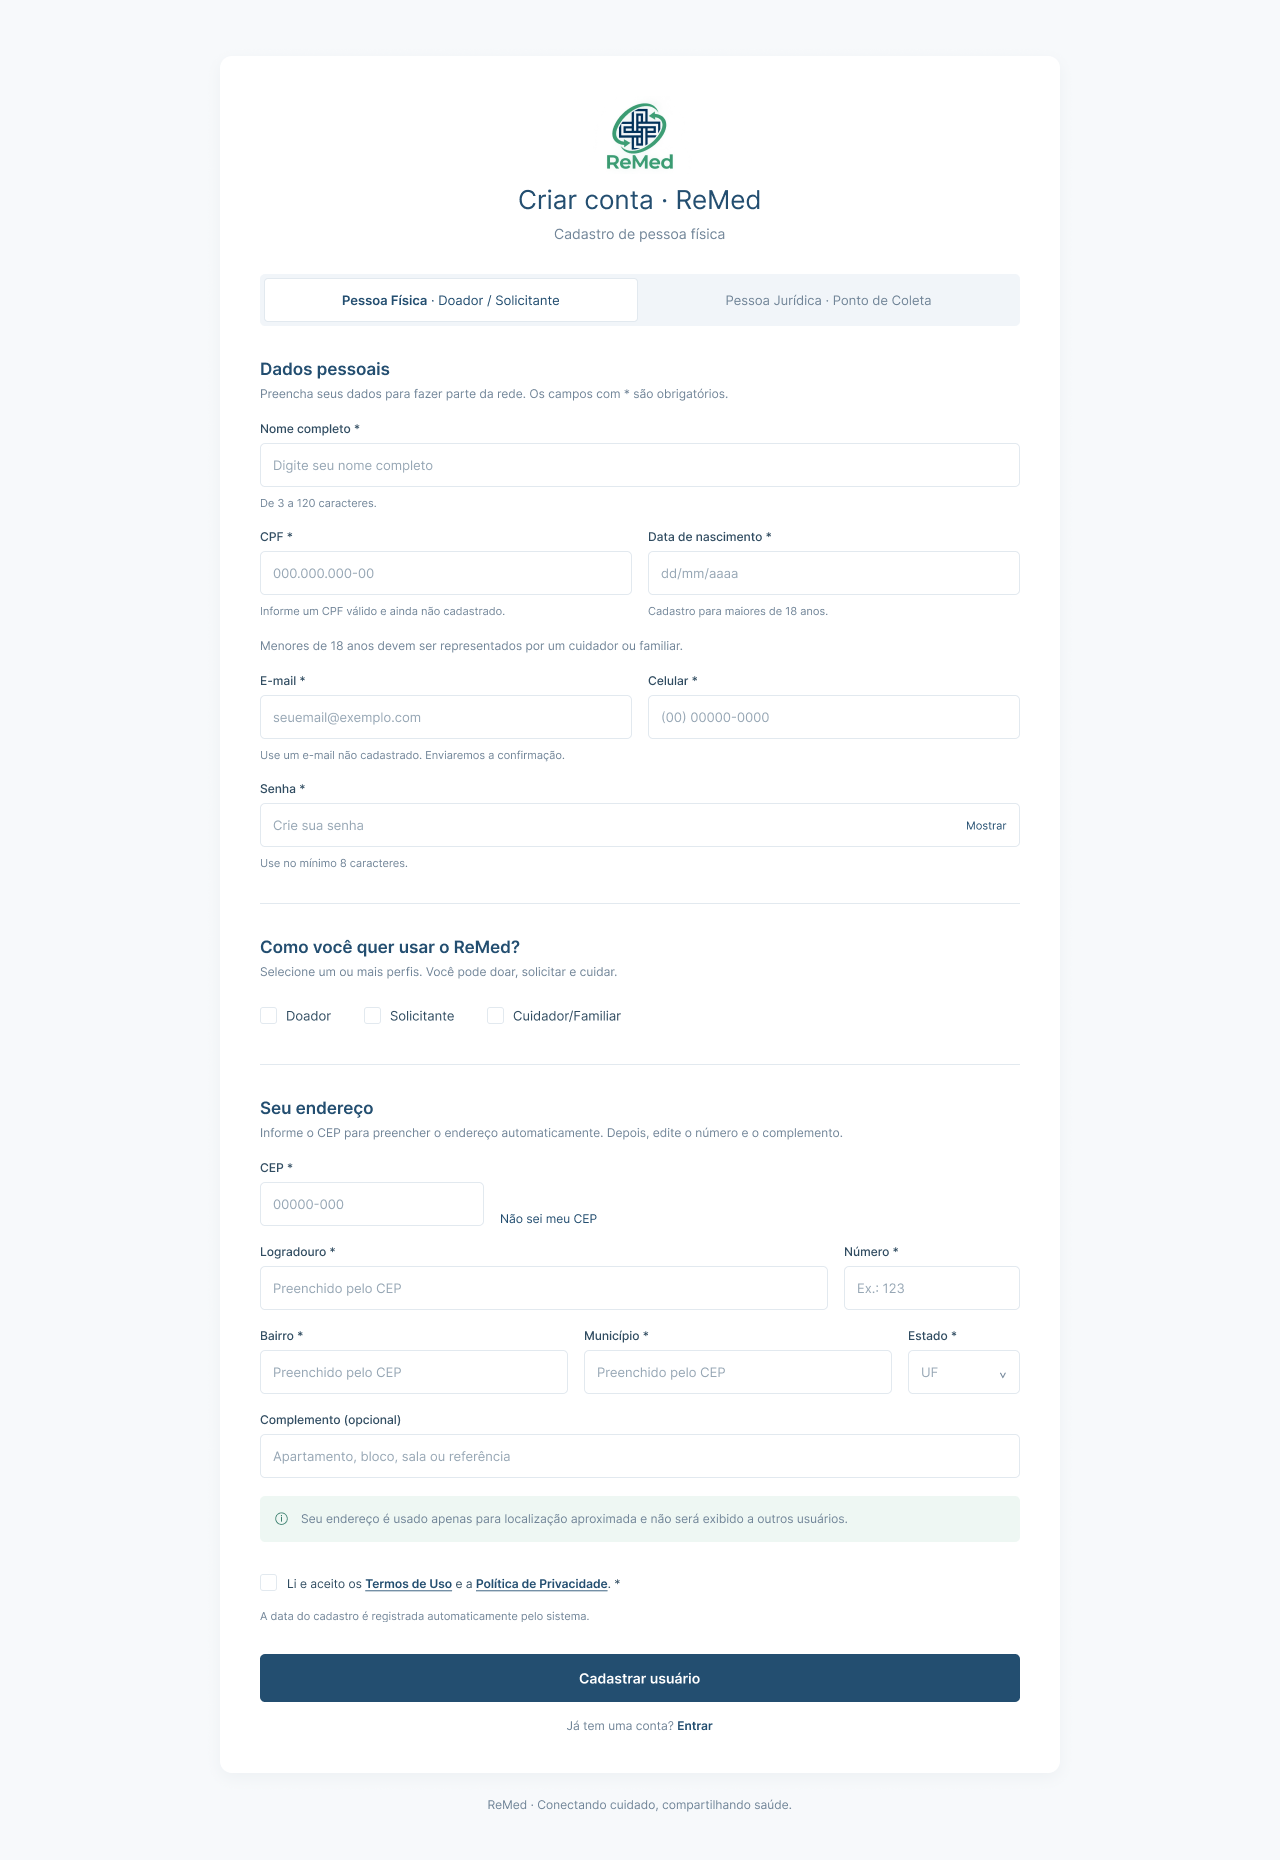 ReMed
Criar conta · ReMed
Cadastro de pessoa física
Pessoa Física · Doador / Solicitante
Pessoa Jurídica · Ponto de Coleta
Dados pessoais
Preencha seus dados para fazer parte da rede. Os campos com * são obrigatórios.
Nome completo *
Digite seu nome completo
De 3 a 120 caracteres.
CPF *
Data de nascimento *
000.000.000-00
dd/mm/aaaa
Informe um CPF válido e ainda não cadastrado.
Cadastro para maiores de 18 anos.
Menores de 18 anos devem ser representados por um cuidador ou familiar.
E-mail *
Celular *
seuemail@exemplo.com
(00) 00000-0000
Use um e-mail não cadastrado. Enviaremos a confirmação.
Senha *
Crie sua senha
Mostrar
Use no mínimo 8 caracteres.
Como você quer usar o ReMed?
Selecione um ou mais perfis. Você pode doar, solicitar e cuidar.
Doador
Solicitante
Cuidador/Familiar
Seu endereço
Informe o CEP para preencher o endereço automaticamente. Depois, edite o número e o complemento.
CEP *
00000-000
Não sei meu CEP
Logradouro *
Número *
Preenchido pelo CEP
Ex.: 123
Bairro *
Município *
Estado *
Preenchido pelo CEP
Preenchido pelo CEP
UF
Complemento (opcional)
Apartamento, bloco, sala ou referência
Seu endereço é usado apenas para localização aproximada e não será exibido a outros usuários.
Li e aceito os Termos de Uso e a Política de Privacidade. *
A data do cadastro é registrada automaticamente pelo sistema.
Cadastrar usuário
Já tem uma conta? Entrar
ReMed · Conectando cuidado, compartilhando saúde.